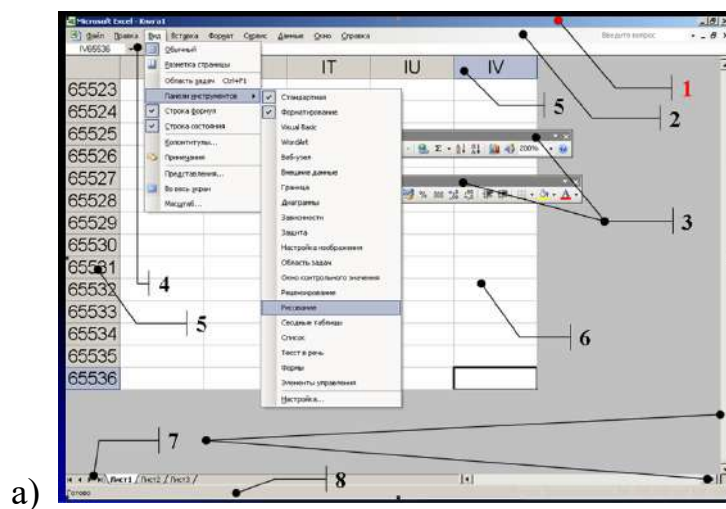 Microsoft Excel - Книга1
Файл Правка Вид Вставка Формат Сервис Данные Окно Справка
Введите вопрос
IV65536
Обычный
Разметка страницы
Область задач Ctrl+F1
Панели инструментов
Строка формул
Строка состояния
Колонтитулы...
Примечания
Представления...
Во весь экран
Масштаб...
Стандартная
Форматирование
Visual Basic
WordArt
Веб-узел
Внешние данные
Граница
Диаграммы
Зависимости
Защита
Настройка изображения
Область задач
Окно контрольного значения
Рецензирование
Рисование
Сводные таблицы
Список
Текст в речь
Формы
Элементы управления
Настройка...
IT IU IV
200%
65523
65524
65525
65526
65527
65528
65529
65530
65531
65532
65533
65534
65535
65536
1
2
5
3
4
5
6
7
8
Лист1 Лист2 Лист3
Готово
а)